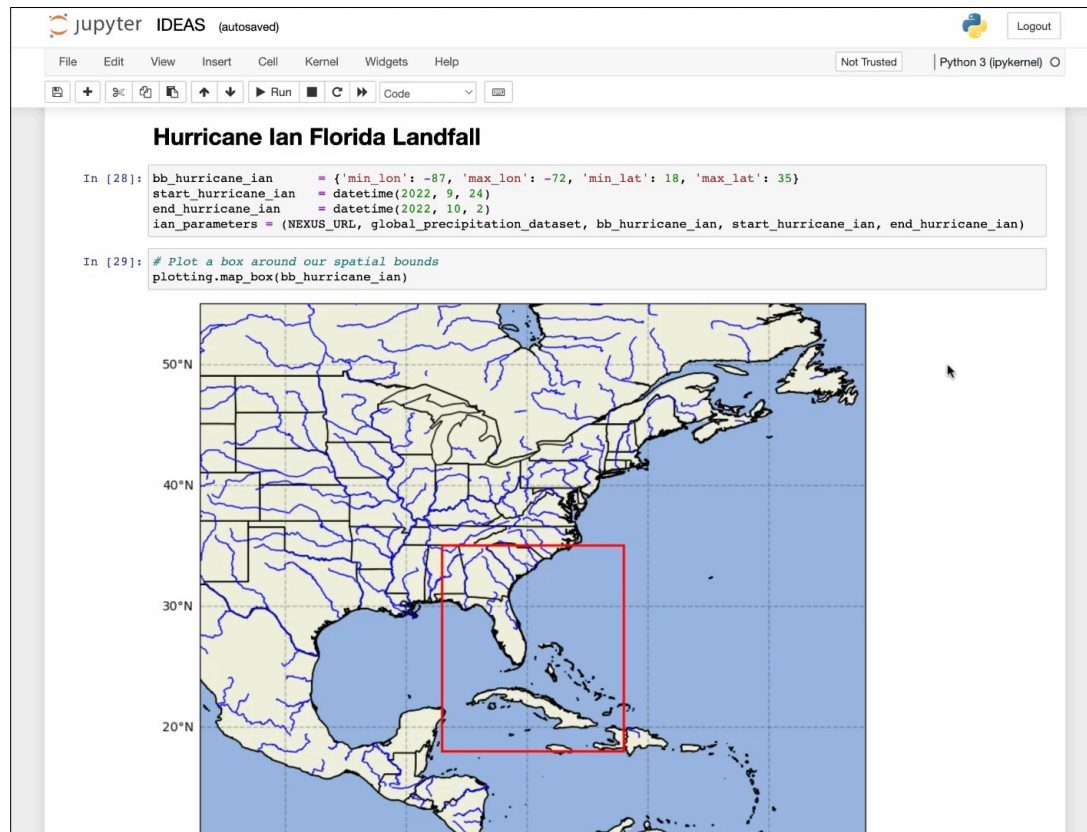 jupyter IDEAS (autosaved)
Logout
File Edit View Insert Cell Kernel Widgets Help
Not Trusted
Python 3 (ipykernel)
Run
Code
Hurricane Ian Florida Landfall
In [28]: bb_hurricane_ian = {'min_lon': -87, 'max_lon': -72, 'min_lat': 18, 'max_lat': 35}
start_hurricane_ian = datetime(2022, 9, 24)
end_hurricane_ian = datetime(2022, 10, 2)
ian_parameters = (NEXUS_URL, global_precipitation_dataset, bb_hurricane_ian, start_hurricane_ian, end_hurricane_ian)
In [29]: # Plot a box around our spatial bounds
plotting.map_box(bb_hurricane_ian)
50°N
40°N
30°N
20°N